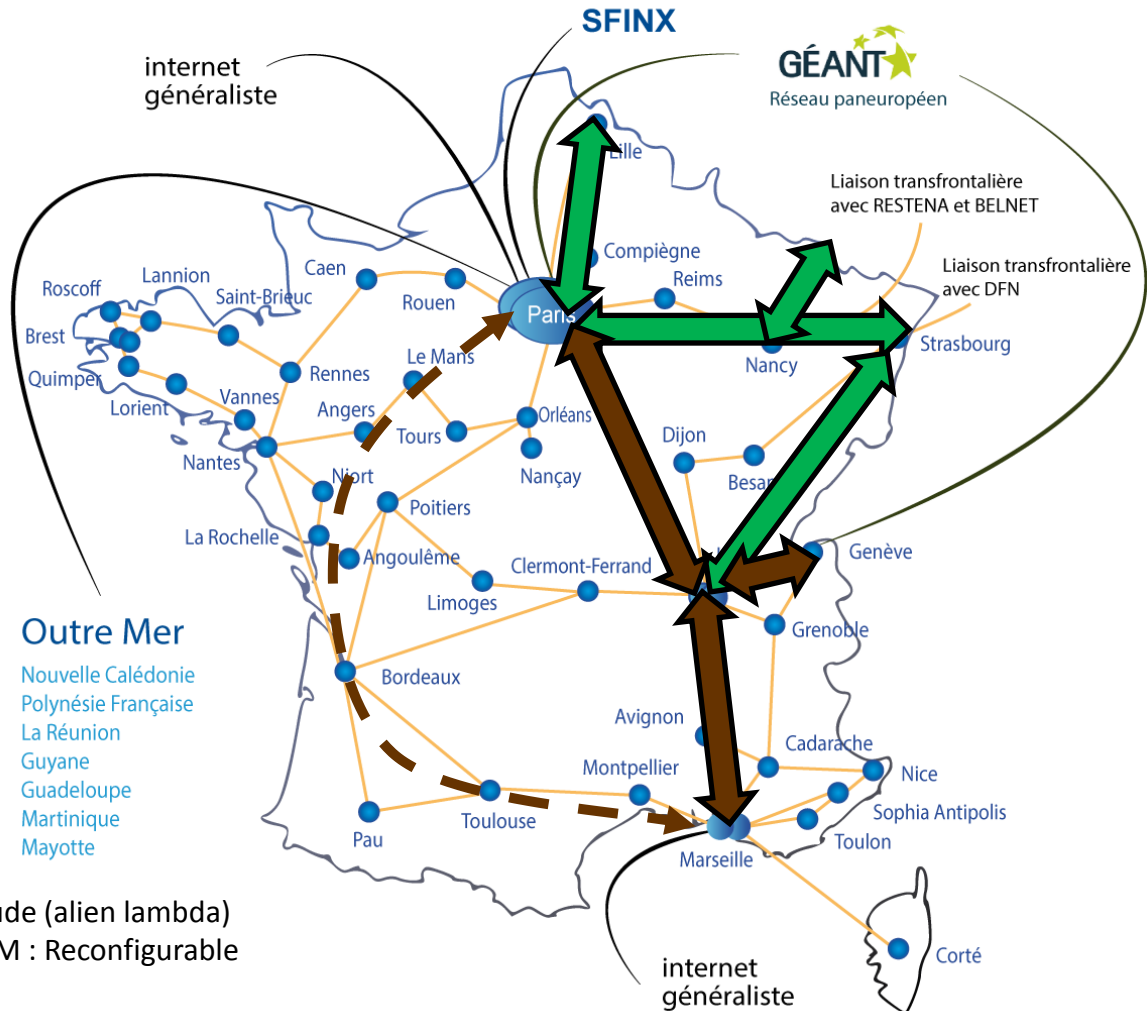 SFINX
internet
généraliste
GÉANT
Réseau paneuropéen
Lille
Liaison transfrontalière
avec RESTENA et BELNET
Compiègne
Liaison transfrontalière
avec DFN
Lannion
Caen
Reims
Roscoff
Saint-Brieuc
Rouen
Paris
Brest
Strasbourg
Le Mans
Nancy
Quimper
Rennes
Vannes
Lorient
Angers
Orléans
Tours
Dijon
Nantes
Nançay
Niort
Poitiers
La Rochelle
Genève
Angoulême
Clermont-Ferrand
Limoges
Grenoble
Outre Mer
Nouvelle Calédonie
Polynésie Française
La Réunion
Guyane
Guadeloupe
Martinique
Mayotte
Bordeaux
Avignon
Cadarache
Montpellier
Nice
Sophia Antipolis
Toulouse
Toulon
Pau
Marseille
ude (alien lambda)
M : Reconfigurable
Corté
internet
généraliste